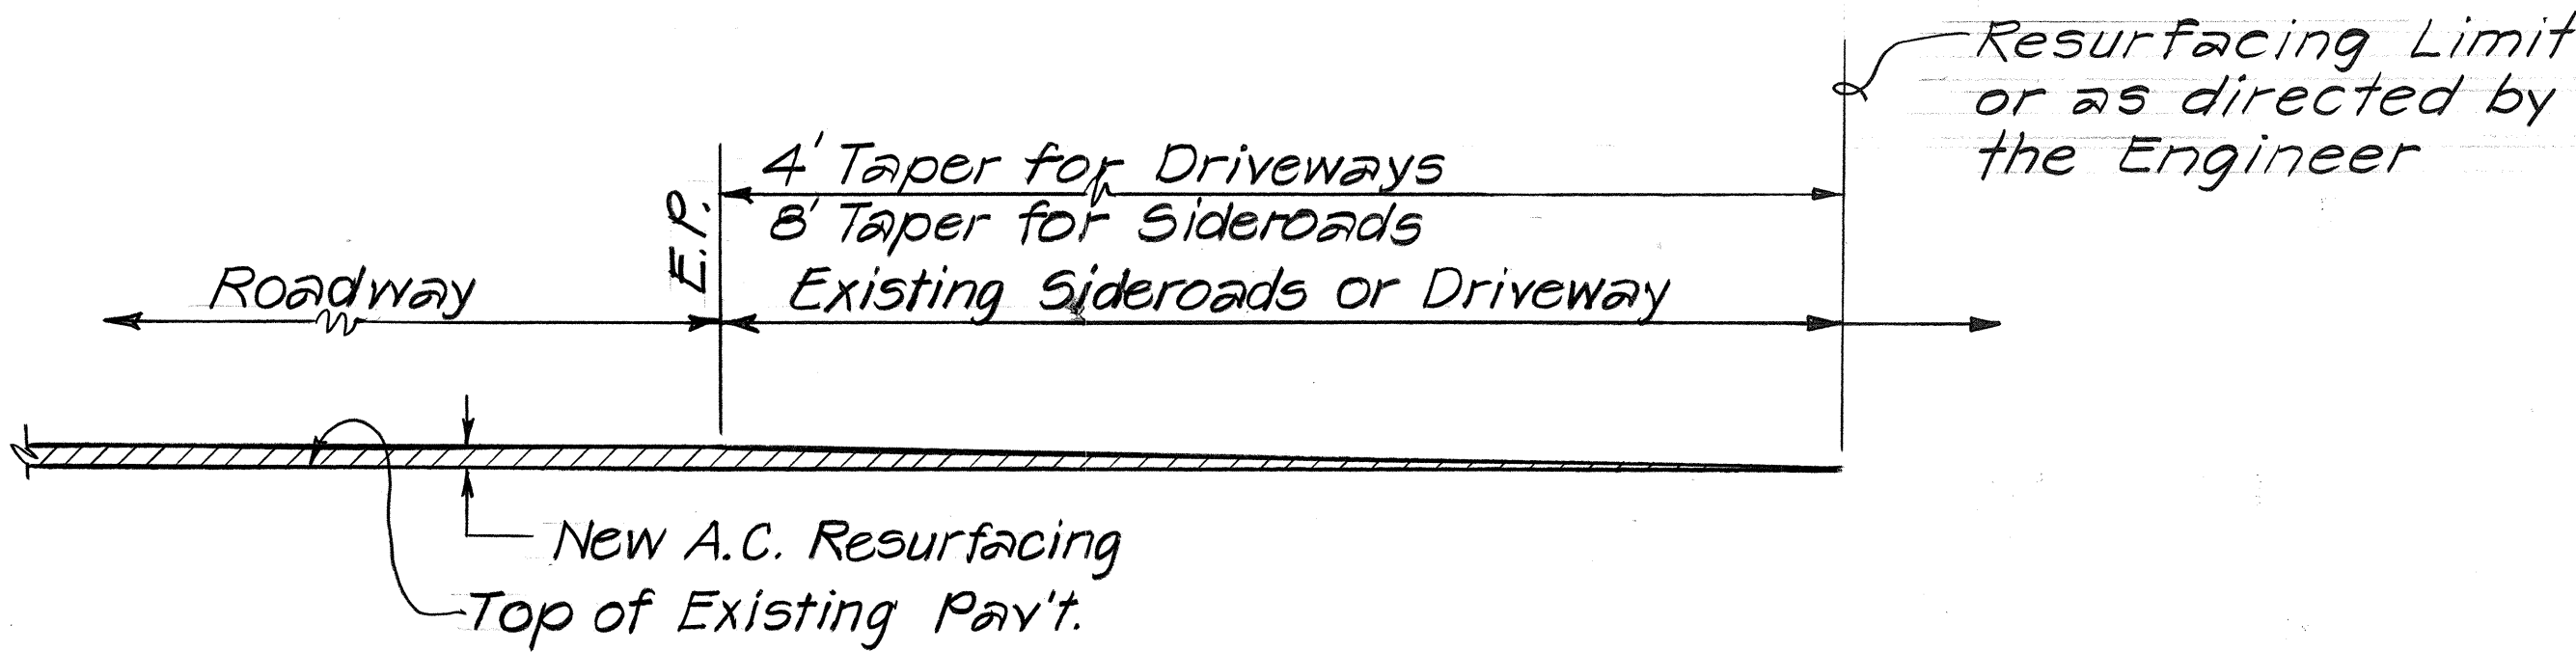 Resurfacing Limit
or as directed by
the Engineer
4' Taper for Driveways
8' Taper for Sideroads
E.P.
Roadway
Existing Sideroads or Driveway
New A.C. Resurfacing
Top of Existing Pav't.